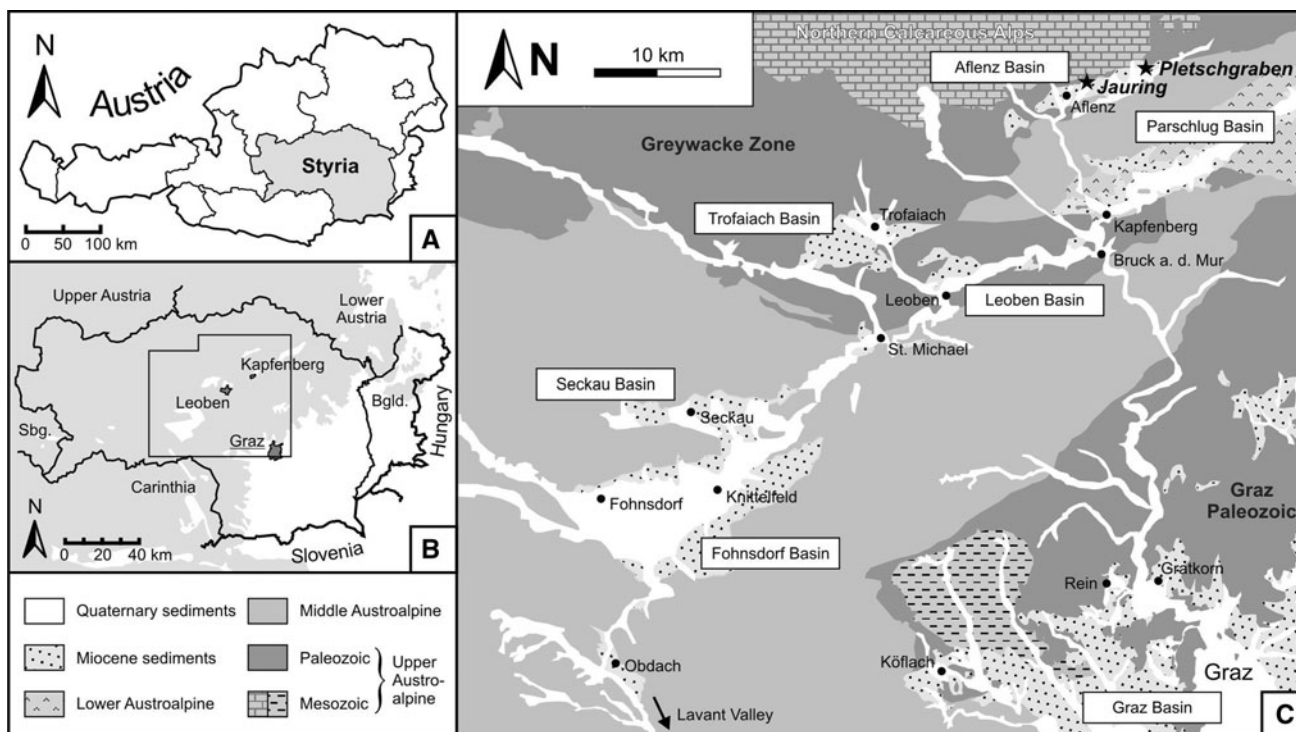 N
Austria
Styria
0 50 100 km
A
Upper Austria
Lower
Austria
Kapfenberg
Leoben
Bgld.
Hungary
Sbg.
Graz
Carinthia
N
0 20 40 km
Slovenia
B
Quaternary sediments
Miocene sediments
Lower Austroalpine
Middle Austroalpine
Paleozoic
Mesozoic
Upper
Austro-
alpine
N
10 km
Northern Calcareous Alps
Aflenz Basin
Pletschgraben
Jauring
Aflenz
Parschlug Basin
Greywacke Zone
Trofaiach Basin
Trofaiach
Kapfenberg
Bruck a. d. Mur
Leoben
Leoben Basin
St. Michael
Seckau Basin
Seckau
Fohnsdorf
Knittelfeld
Fohnsdorf Basin
Graz
Paleozoic
Rein
Gratkorn
Obdach
Köflach
Graz
Lavant Valley
Graz Basin
C